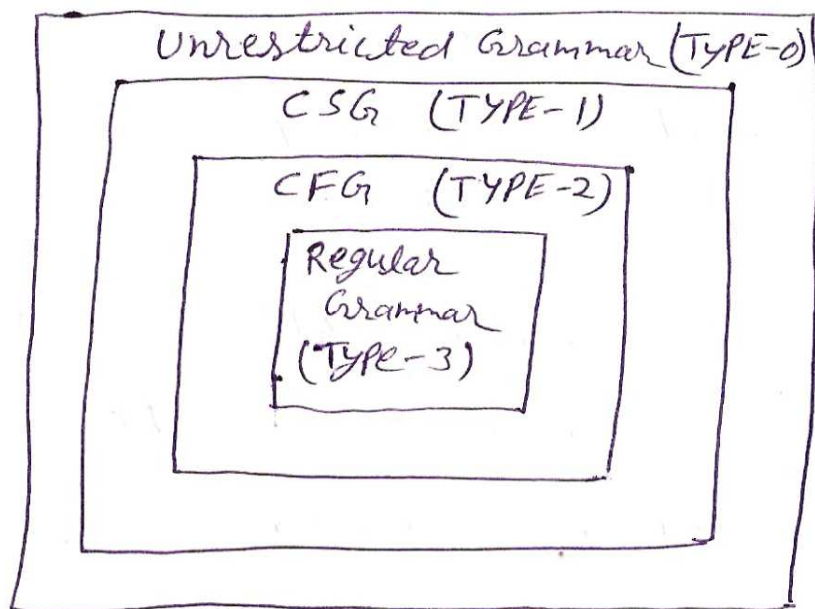 Unrestricted Grammar (TYPE-0)
CSG (TYPE-1)
CFG (TYPE-2)
Regular
Grammar
(TYPE-3)